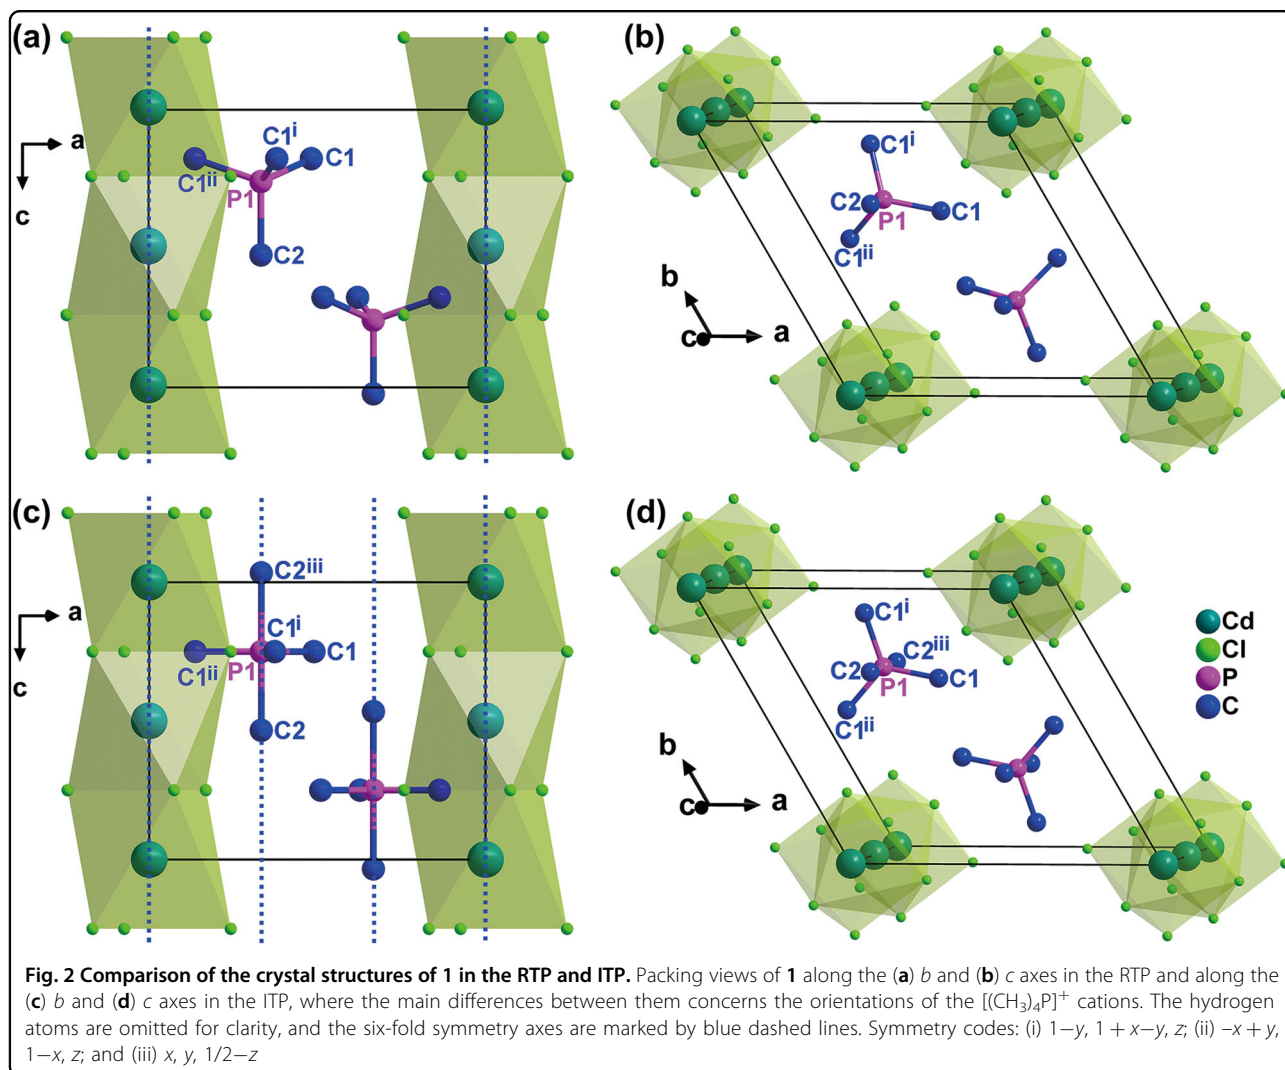 (a)
a
c
C1ⁱ
C1
C1ⁱⁱ
P1
C2
(b)
C1ⁱ
C2
C1
P1
C1ⁱⁱ
b
c
a
(c)
a
c
C2ⁱⁱⁱ
C1ⁱ
C1
C1ⁱⁱ
P1
C2
(d)
C1ⁱ
C2ⁱⁱⁱ
C2
C1
P1
C1ⁱⁱ
b
c
a
Cd
Cl
P
C
Fig. 2 Comparison of the crystal structures of 1 in the RTP and ITP. Packing views of 1 along the (a) b and (b) c axes in the RTP and along the
(c) b and (d) c axes in the ITP, where the main differences between them concerns the orientations of the [(CH₃)₄P]⁺ cations. The hydrogen
atoms are omitted for clarity, and the six-fold symmetry axes are marked by blue dashed lines. Symmetry codes: (i) 1−y, 1 + x−y, z; (ii) −x + y,
1−x, z; and (iii) x, y, 1/2−z